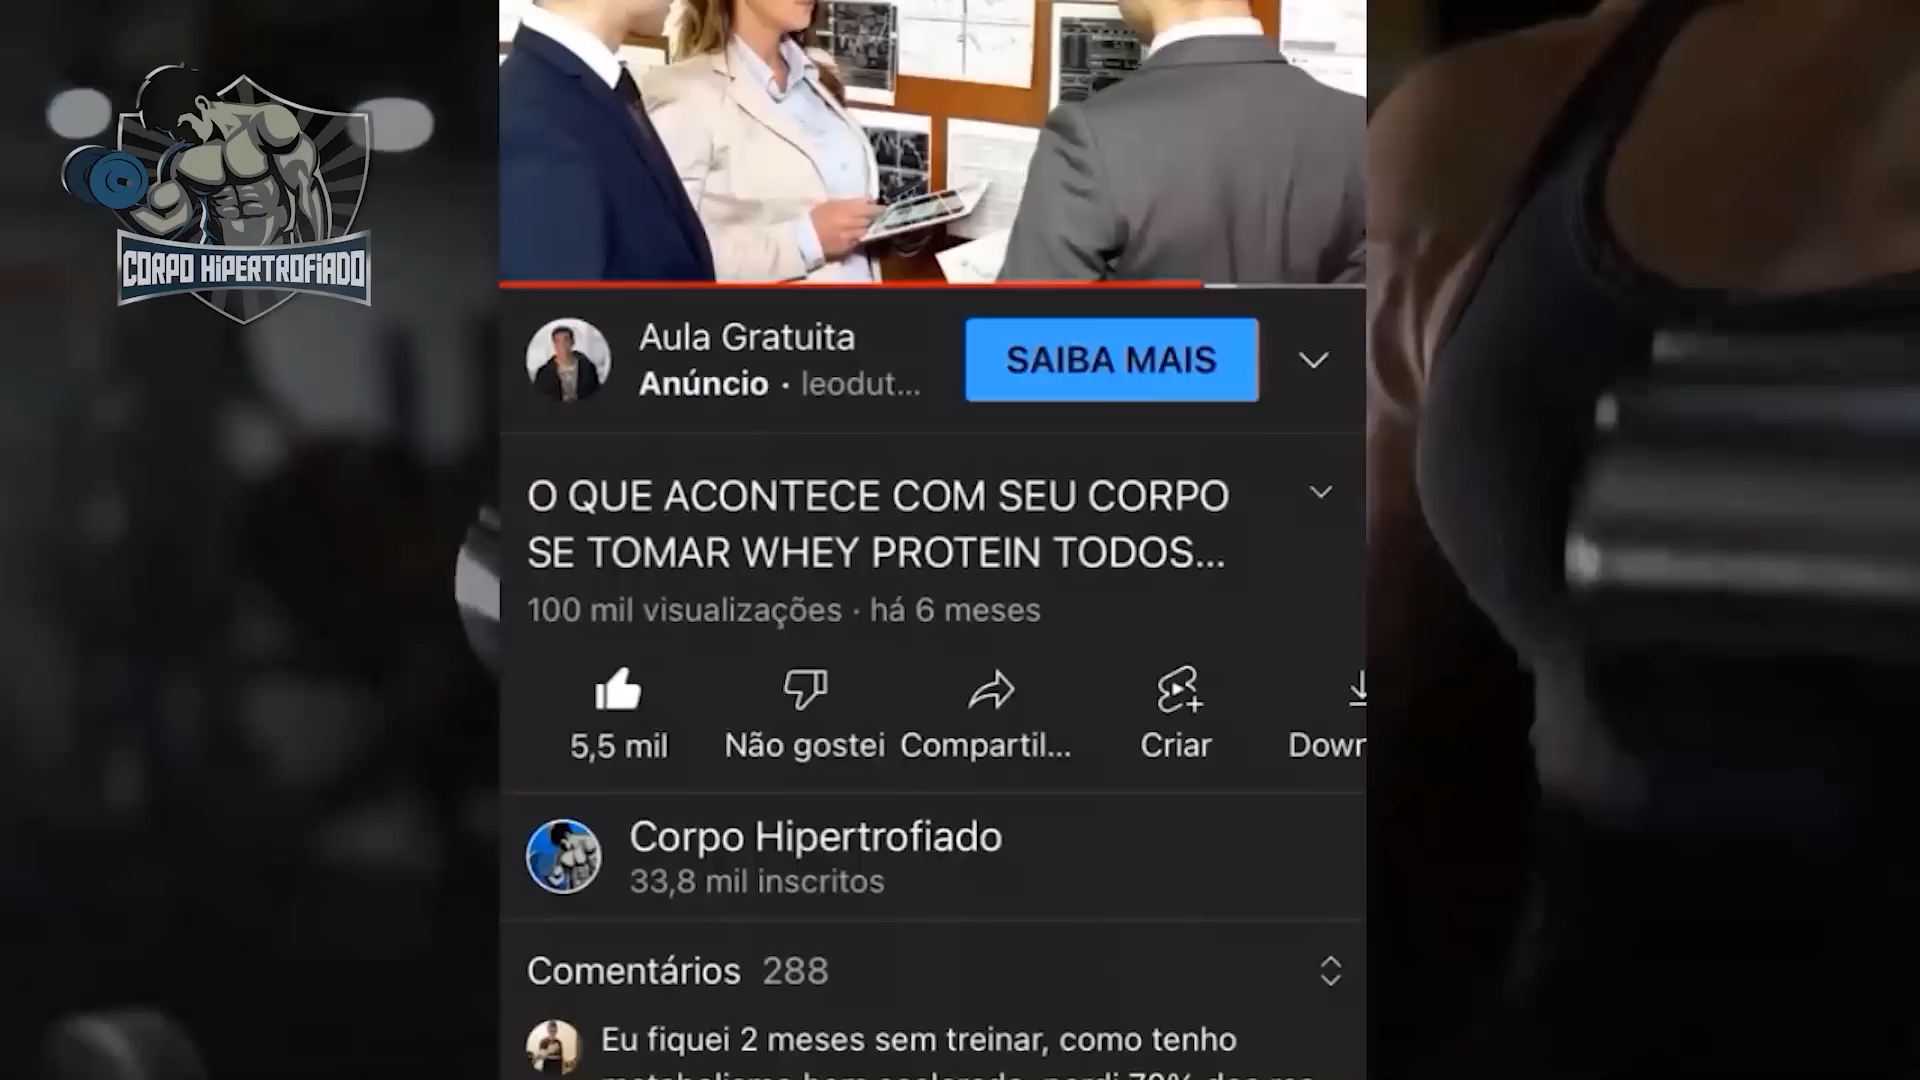 CORPO HiPERTROFiADO
Aula Gratuita
Anúncio · leodut...
SAIBA MAIS
O QUE ACONTECE COM SEU CORPO
SE TOMAR WHEY PROTEIN TODOS...
100 mil visualizações · há 6 meses
5,5 mil
Não gostei
Compartil...
Criar
Down
Corpo Hipertrofiado
33,8 mil inscritos
Comentários 288
Eu fiquei 2 meses sem treinar, como tenho